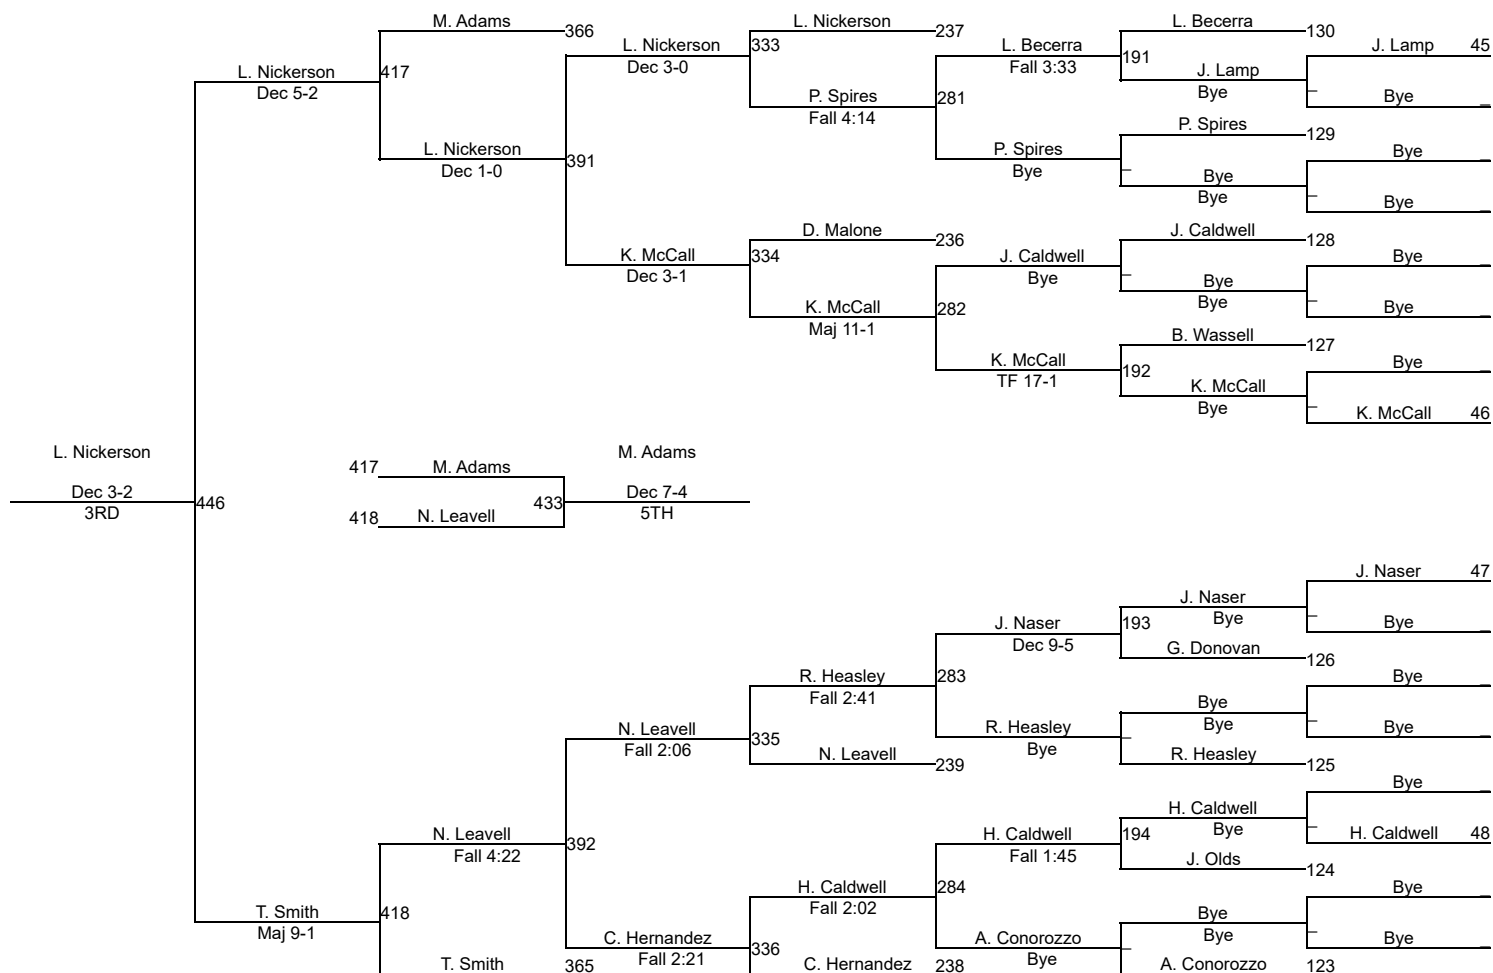 M. Adams
366
L. Nickerson
237
L. Becerra
130
L. Nickerson
333
L. Becerra
191
J. Lamp 45
Dec 3-0
Fall 3:33
L. Nickerson
417
J. Lamp
Dec 5-2
Bye
P. Spires
281
Bye _
Fall 4:14
P. Spires
129
L. Nickerson
391
P. Spires
Bye _
Dec 1-0
Bye
Bye
Bye
Bye _
D. Malone
236
J. Caldwell
128
K. McCall
334
J. Caldwell
Bye _
Dec 3-1
Bye
Bye
Bye
K. McCall
282
Bye _
Maj 11-1
B. Wassell
127
K. McCall
192
Bye _
TF 17-1
K. McCall
Bye
K. McCall 46
L. Nickerson
M. Adams
417
M. Adams
Dec 3-2
446
433
Dec 7-4
3RD
418
N. Leavell
5TH
J. Naser 47
J. Naser
Bye
193
J. Naser
Bye _
Dec 9-5
G. Donovan
126
R. Heasley
283
Bye _
Fall 2:41
Bye
Bye
N. Leavell
335
R. Heasley
Bye _
Fall 2:06
Bye
N. Leavell
239
R. Heasley
125
Bye _
H. Caldwell
Bye
N. Leavell
392
H. Caldwell
194
H. Caldwell 48
Fall 4:22
Fall 1:45
J. Olds
124
H. Caldwell
284
Bye _
Fall 2:02
T. Smith
418
Bye
Maj 9-1
Bye
C. Hernandez
336
A. Conorozzo
Bye _
Fall 2:21
Bye
T. Smith
365
C. Hernandez
238
A. Conorozzo
123